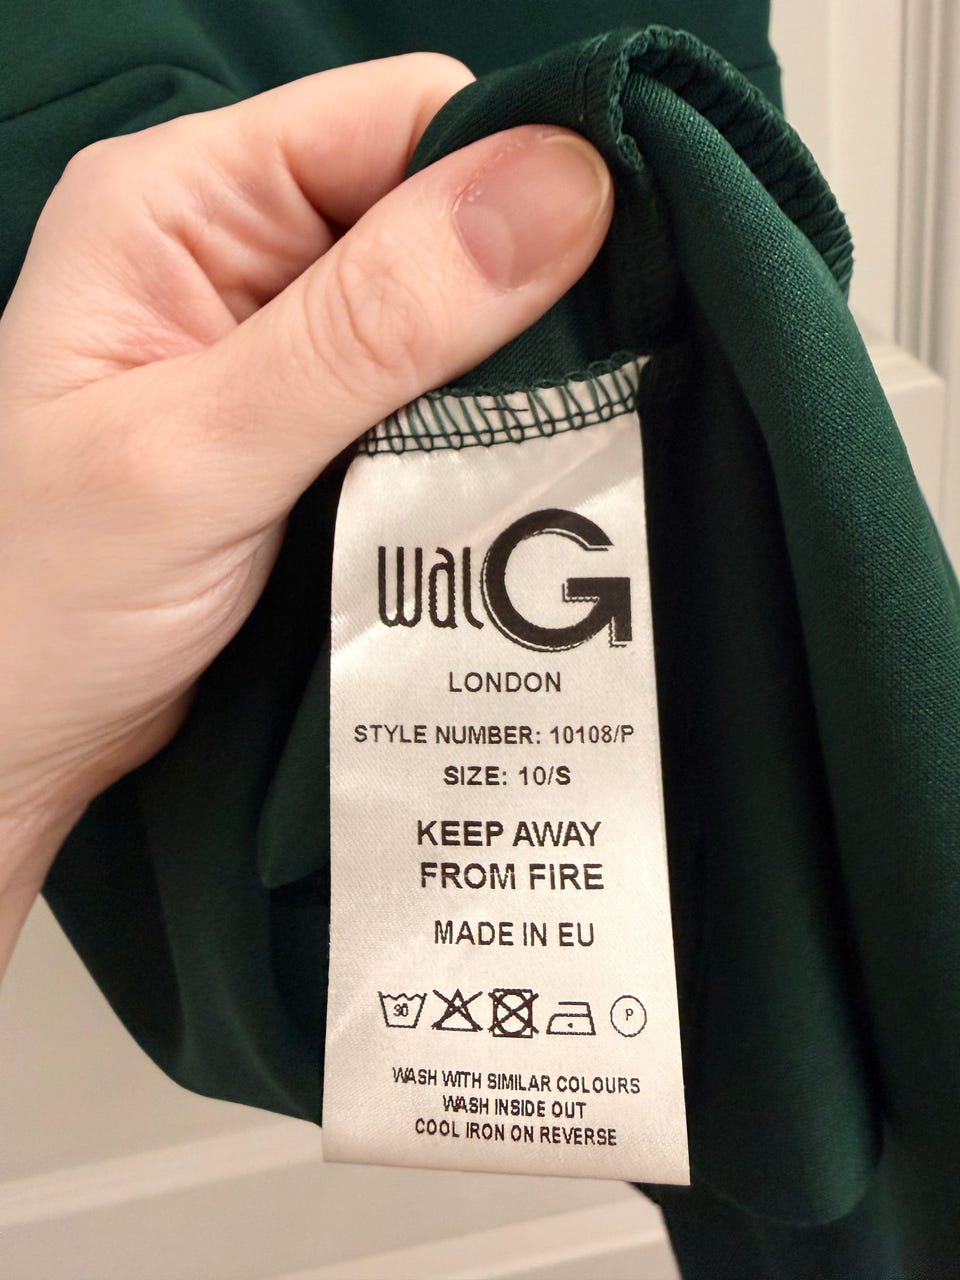 wal G
LONDON
STYLE NUMBER: 10108/P
SIZE: 10/S
KEEP AWAY
FROM FIRE
MADE IN EU
30 P
WASH WITH SIMILAR COLOURS
WASH INSIDE OUT
COOL IRON ON REVERSE